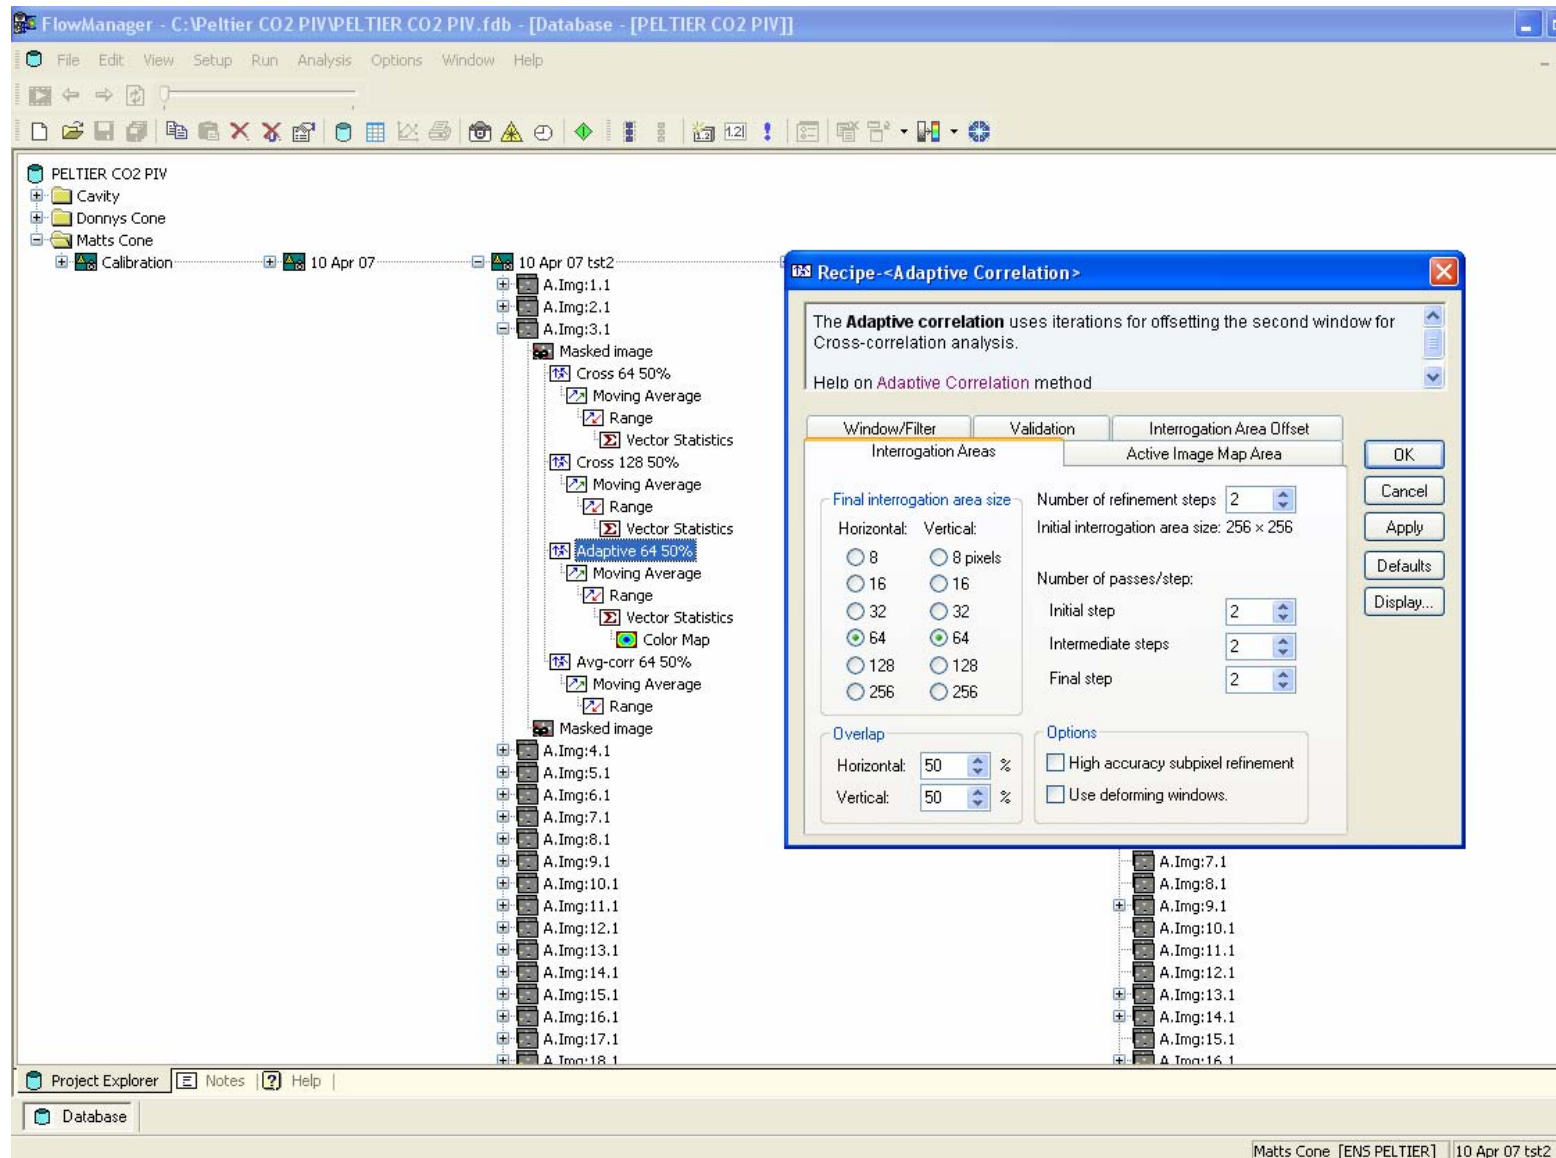 FlowManager - C:\Peltier CO2 PIV\PELTIER CO2 PIV.fdb - [Database - [PELTIER CO2 PIV]]
File Edit View Setup Run Analysis Options Window Help
PELTIER CO2 PIV
Cavity
Donnys Cone
Matts Cone
Calibration 10 Apr 07 10 Apr 07 tst2
A.Img:1.1
A.Img:2.1
A.Img:3.1
Masked image
Cross 64 50%
Moving Average
Range
Vector Statistics
Cross 128 50%
Moving Average
Range
Vector Statistics
Adaptive 64 50%
Moving Average
Range
Vector Statistics
Color Map
Avg-corr 64 50%
Moving Average
Range
Masked image
A.Img:4.1
A.Img:5.1
A.Img:6.1
A.Img:7.1
A.Img:8.1
A.Img:9.1
A.Img:10.1
A.Img:11.1
A.Img:12.1
A.Img:13.1
A.Img:14.1
A.Img:15.1
A.Img:16.1
A.Img:17.1
A.Img:18.1
Recipe-<Adaptive Correlation>
The Adaptive correlation uses iterations for offsetting the second window for
Cross-correlation analysis.
Help on Adaptive Correlation method
Window/Filter Validation Interrogation Area Offset
Interrogation Areas Active Image Map Area
Final interrogation area size
Horizontal: Vertical:
8 8 pixels
16 16
32 32
64 64
128 128
256 256
Number of refinement steps 2
Initial interrogation area size: 256 × 256
Number of passes/step:
Initial step 2
Intermediate steps 2
Final step 2
Overlap
Horizontal: 50 %
Vertical: 50 %
Options
High accuracy subpixel refinement
Use deforming windows.
OK
Cancel
Apply
Defaults
Display...
A.Img:7.1
A.Img:8.1
A.Img:9.1
A.Img:10.1
A.Img:11.1
A.Img:12.1
A.Img:13.1
A.Img:14.1
A.Img:15.1
A.Img:16.1
Project Explorer Notes Help
Database
Matts Cone [ENS PELTIER] 10 Apr 07 tst2